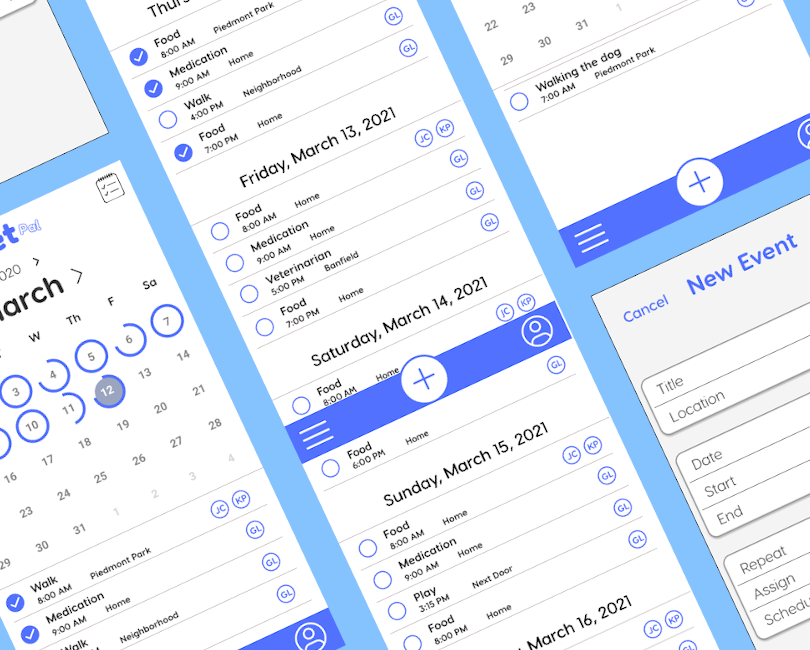 et
Pal
2020
March
W
Th
F
Sa
3
4
5
6
7
10
11
12
13
14
16
17
18
19
20
21
23
24
25
26
27
28
29
30
31
1
2
3
4
JC KP
Walk GL
8:00 AM Piedmont Park
Medication GL
9:00 AM Home
Walk GL
Neighborhood
Food
8:00 AM Piedmont Park
Medication GL
9:00 AM Home
Walk GL
4:00 PM Neighborhood
Food
7:00 PM Home
Friday, March 13, 2021
JC KP
Food GL
8:00 AM Home
Medication GL
9:00 AM Home
Veterinarian GL
5:00 PM Banfield
Food
7:00 PM Home
Saturday, March 14, 2021
JC KP
Food
8:00 AM Home
GL
Food
6:00 PM Home
Sunday, March 15, 2021
JC KP
Food GL
8:00 AM Home
Medication GL
9:00 AM Home
Play GL
3:15 PM Next Door
Food
8:00 PM Home
March 16, 2021
JC KP
GL
22
23
29
30
31
1
Walking the dog
7:00 AM Piedmont Park
Cancel New Event
Title
Location
Date
Start
End
Repeat
Assign